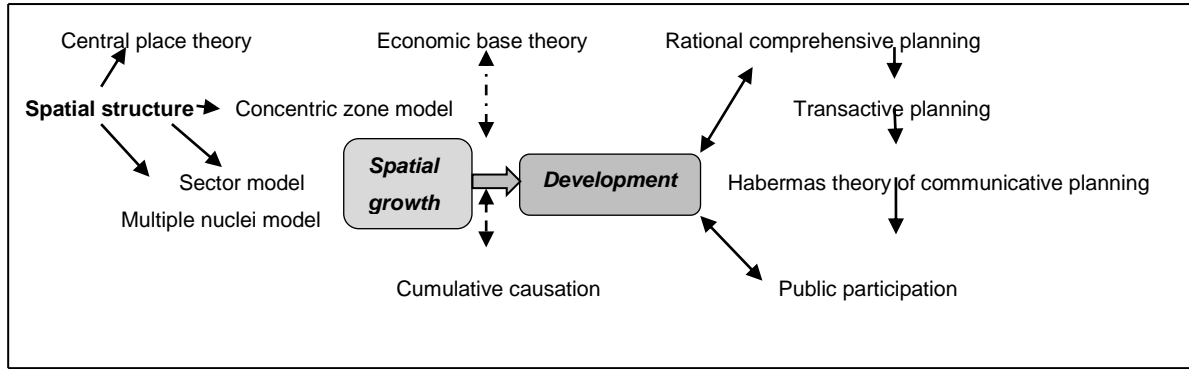 Central place theory
Economic base theory
Rational comprehensive planning
Spatial structure
Concentric zone model
Transactive planning
Spatial
growth
Development
Sector model
Habermas theory of communicative planning
Multiple nuclei model
Cumulative causation
Public participation